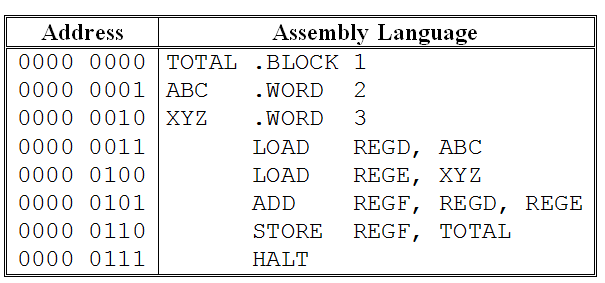 Address Assembly Language
0000 0000 TOTAL .BLOCK 1
0000 0001 ABC .WORD 2
0000 0010 XYZ .WORD 3
0000 0011 LOAD REGD, ABC
0000 0100 LOAD REGE, XYZ
0000 0101 ADD REGF, REGD, REGE
0000 0110 STORE REGF, TOTAL
0000 0111 HALT